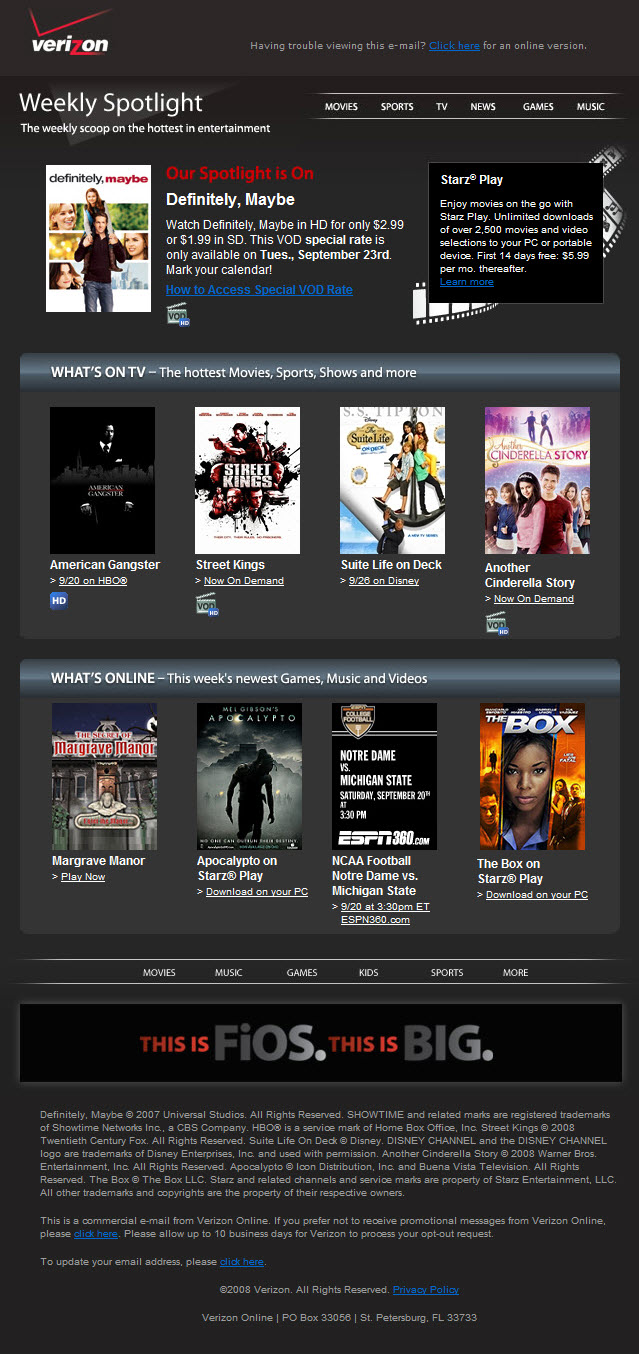 verizon
Having trouble viewing this e-mail? Click here for an online version.
Weekly Spotlight
The weekly scoop on the hottest in entertainment
MOVIES SPORTS TV NEWS GAMES MUSIC
definitely, maybe
Our Spotlight is On
Definitely, Maybe
Watch Definitely, Maybe in HD for only $2.99
or $1.99 in SD. This VOD special rate is
only available on Tues., September 23rd.
Mark your calendar!
How to Access Special VOD Rate
VOD HD
Starz® Play
Enjoy movies on the go with
Starz Play. Unlimited downloads
of over 2,500 movies and video
selections to your PC or portable
device. First 14 days free: $5.99
per mo. thereafter.
Learn more
WHAT'S ON TV – The hottest Movies, Sports, Shows and more
AMERICAN
GANGSTER
STREET
KINGS
S.S. TIPTON
Disney
The
SuiteLife
ON DECK
A NEW TV SERIES
Another
CINDERELLA STORY
American Gangster
> 9/20 on HBO®
HD
Street Kings
> Now On Demand
VOD HD
Suite Life on Deck
> 9/26 on Disney
Another
Cinderella Story
> Now On Demand
VOD HD
WHAT'S ONLINE – This week's newest Games, Music and Videos
THE SECRET OF
Margrave Manor
MEL GIBSON'S
APOCALYPTO
NO ONE CAN OUTRUN THEIR DESTINY
ESPN
COLLEGE
FOOTBALL
NOTRE DAME
VS.
MICHIGAN STATE
SATURDAY, SEPTEMBER 20TH
AT
3:30 PM
ESPN360.COM
THE BOX
Margrave Manor
> Play Now
Apocalypto on
Starz® Play
> Download on your PC
NCAA Football
Notre Dame vs.
Michigan State
> 9/20 at 3:30pm ET
ESPN360.com
The Box on
Starz® Play
> Download on your PC
MOVIES MUSIC GAMES KIDS SPORTS MORE
THIS IS FiOS. THIS IS BIG.
Definitely, Maybe © 2007 Universal Studios. All Rights Reserved. SHOWTIME and related marks are registered trademarks
of Showtime Networks Inc., a CBS Company. HBO® is a service mark of Home Box Office, Inc. Street Kings © 2008
Twentieth Century Fox. All Rights Reserved. Suite Life On Deck © Disney. DISNEY CHANNEL and the DISNEY CHANNEL
logo are trademarks of Disney Enterprises, Inc. and used with permission. Another Cinderella Story © 2008 Warner Bros.
Entertainment, Inc. All Rights Reserved. Apocalypto © Icon Distribution, Inc. and Buena Vista Television. All Rights
Reserved. The Box © The Box LLC. Starz and related channels and service marks are property of Starz Entertainment, LLC.
All other trademarks and copyrights are the property of their respective owners.
This is a commercial e-mail from Verizon Online. If you prefer not to receive promotional messages from Verizon Online,
please click here. Please allow up to 10 business days for Verizon to process your opt-out request.
To update your email address, please click here.
©2008 Verizon. All Rights Reserved. Privacy Policy
Verizon Online | PO Box 33056 | St. Petersburg, FL 33733